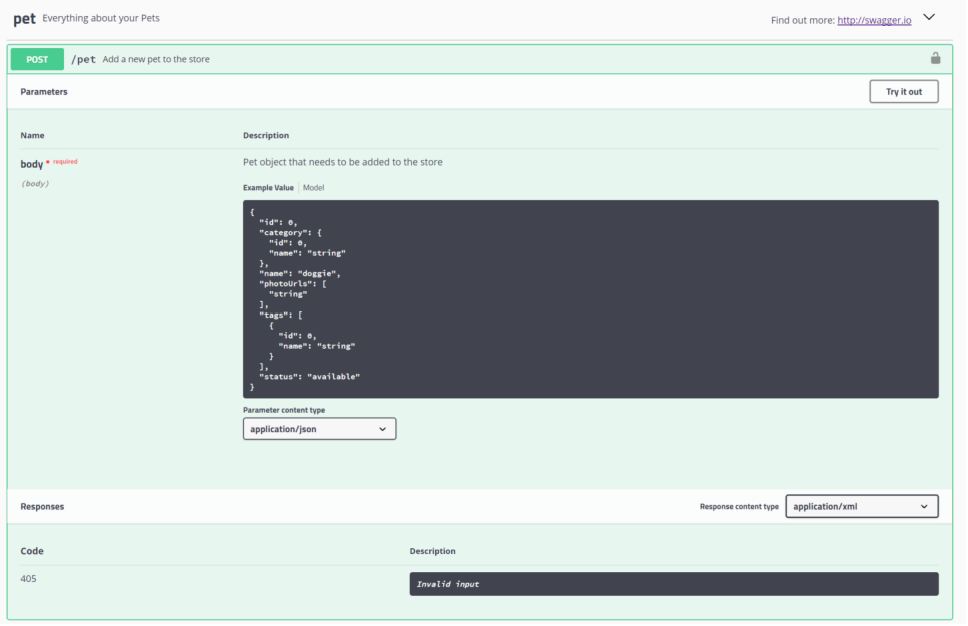 pet Everything about your Pets
Find out more: http://swagger.io
POST /pet Add a new pet to the store
Parameters
Try it out
Name Description
body * required
(body)
Pet object that needs to be added to the store
Example Value Model
{
  "id": 0,
  "category": {
    "id": 0,
    "name": "string"
  },
  "name": "doggie",
  "photoUrls": [
    "string"
  ],
  "tags": [
    {
      "id": 0,
      "name": "string"
    }
  ],
  "status": "available"
}
Parameter content type
application/json
Responses
Response content type application/xml
Code Description
405 Invalid input